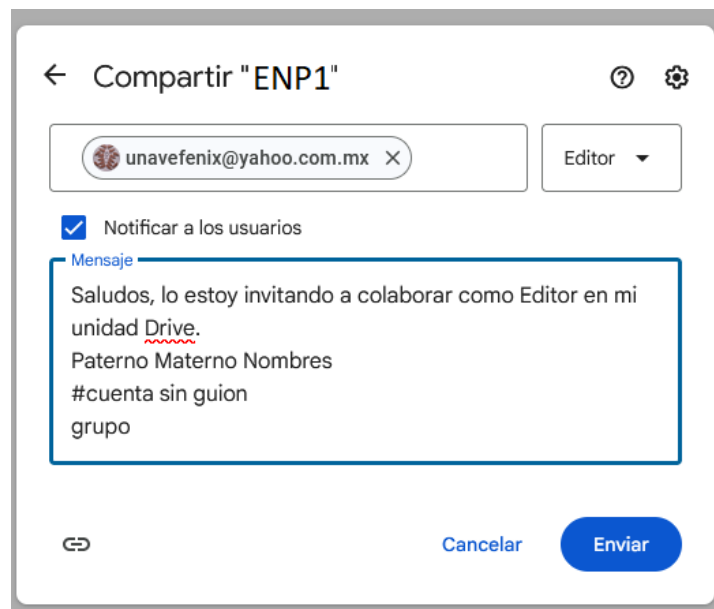 Compartir "ENP1"
unavefenix@yahoo.com.mx
Editor
Notificar a los usuarios
Mensaje
Saludos, lo estoy invitando a colaborar como Editor en mi
unidad Drive.
Paterno Materno Nombres
#cuenta sin guion
grupo
Cancelar
Enviar